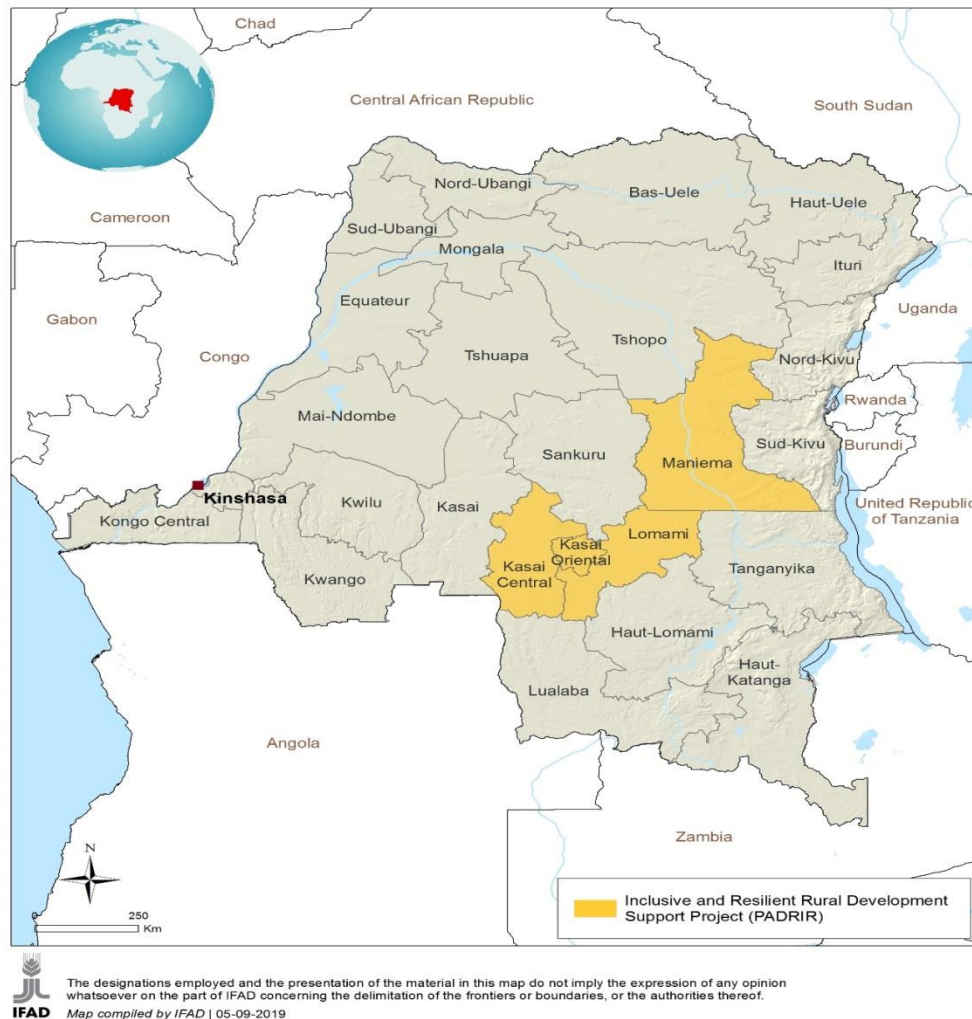 Chad
Central African Republic
South Sudan
Nord-Ubangi
Bas-Uele
Haut-Uele
Cameroon
Sud-Ubangi
Mongala
Ituri
Equateur
Uganda
Gabon
Congo
Tshopo
Tshuapa
Nord-Kivu
Rwanda
Mai-Ndombe
Sud-Kivu
Burundi
Sankuru
Maniema
Kinshasa
Kwilu
Kasai
United Republic
of Tanzania
Kongo Central
Lomami
Kasai
Oriental
Kasai
Central
Tanganyika
Kwango
Haut-Lomami
Haut-
Katanga
Lualaba
Angola
Zambia
N
0
250
Km
Inclusive and Resilient Rural Development
Support Project (PADRIR)
IFAD
The designations employed and the presentation of the material in this map do not imply the expression of any opinion
whatsoever on the part of IFAD concerning the delimitation of the frontiers or boundaries, or the authorities thereof.
Map compiled by IFAD | 05-09-2019